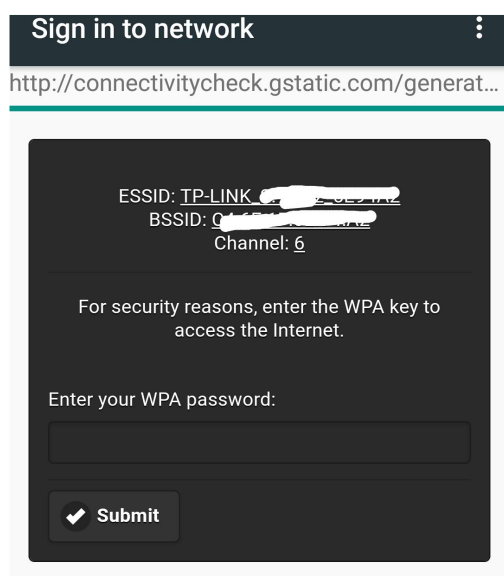 Sign in to network
http://connectivitycheck.gstatic.com/generat...
ESSID: TP-LINK_
BSSID:
Channel: 6
For security reasons, enter the WPA key to
access the Internet.
Enter your WPA password:
Submit